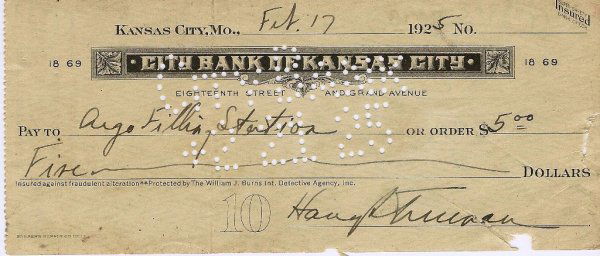 Insured
KANSAS CITY, MO., Feb. 17 1925 NO.
18 69 CITY BANK OF KANSAS CITY 18 69
EIGHTEENTH STREET AND GRAND AVENUE
PAY TO Argo Filling Station OR ORDER $5.00
Five DOLLARS
Insured against fraudulent alteration Protected by The William J. Burns Int. Detective Agency, Inc.
10 Harry S Truman